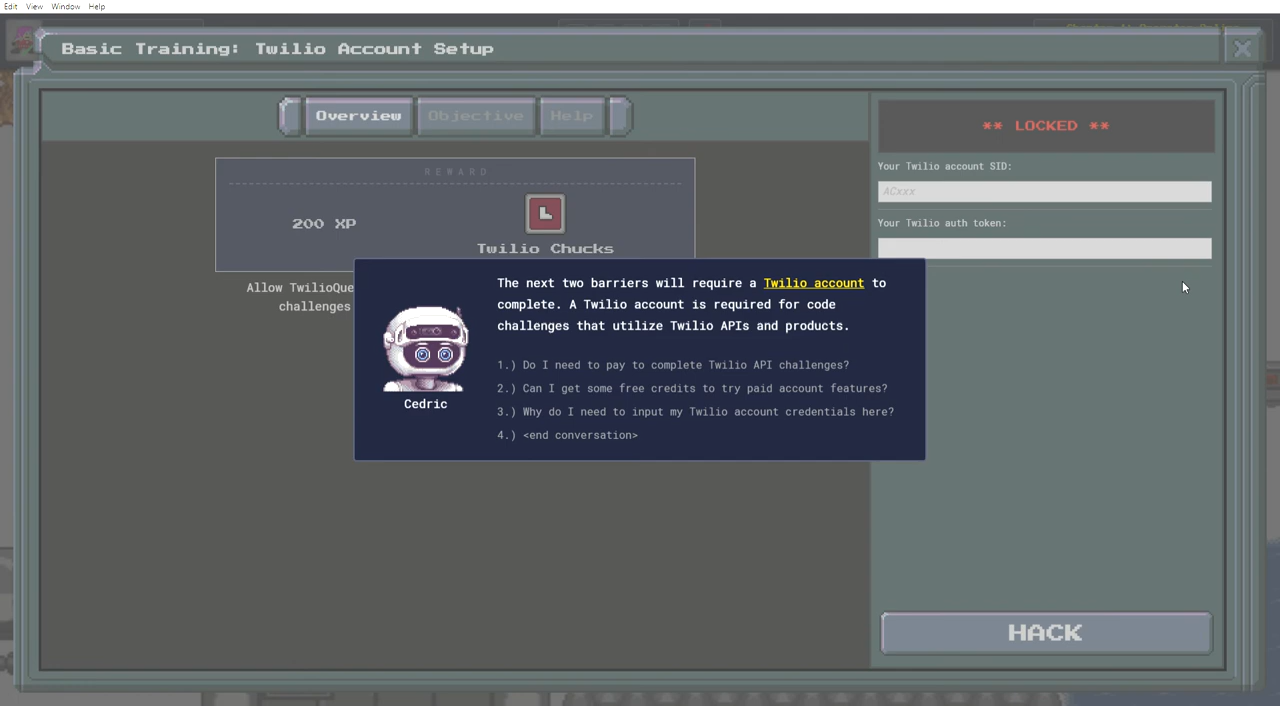 Edit View Window Help
Basic Training: Twilio Account Setup
Overview Objective Help
REWARD
200 XP
Twilio Chucks
Allow TwilioQue
challenges
** LOCKED **
Your Twilio account SID:
ACxxx
Your Twilio auth token:
The next two barriers will require a Twilio account to
complete. A Twilio account is required for code
challenges that utilize Twilio APIs and products.
1.) Do I need to pay to complete Twilio API challenges?
2.) Can I get some free credits to try paid account features?
3.) Why do I need to input my Twilio account credentials here?
4.) <end conversation>
Cedric
HACK